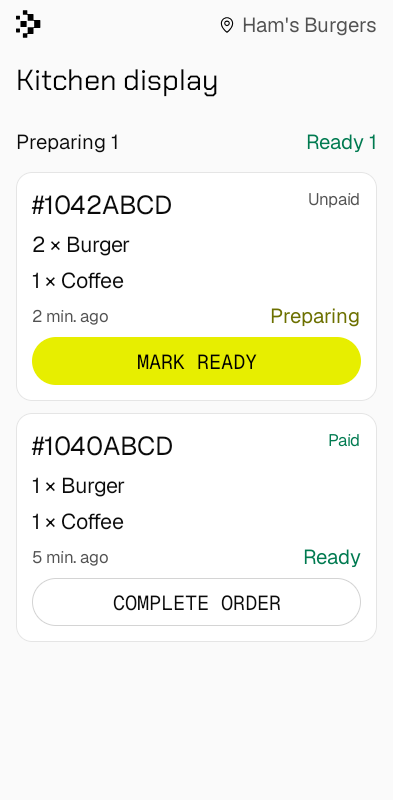 Ham's Burgers
Kitchen display
Preparing 1
Ready 1
#1042ABCD
Unpaid
2 × Burger
1 × Coffee
2 min. ago
Preparing
MARK READY
#1040ABCD
Paid
1 × Burger
1 × Coffee
5 min. ago
Ready
COMPLETE ORDER